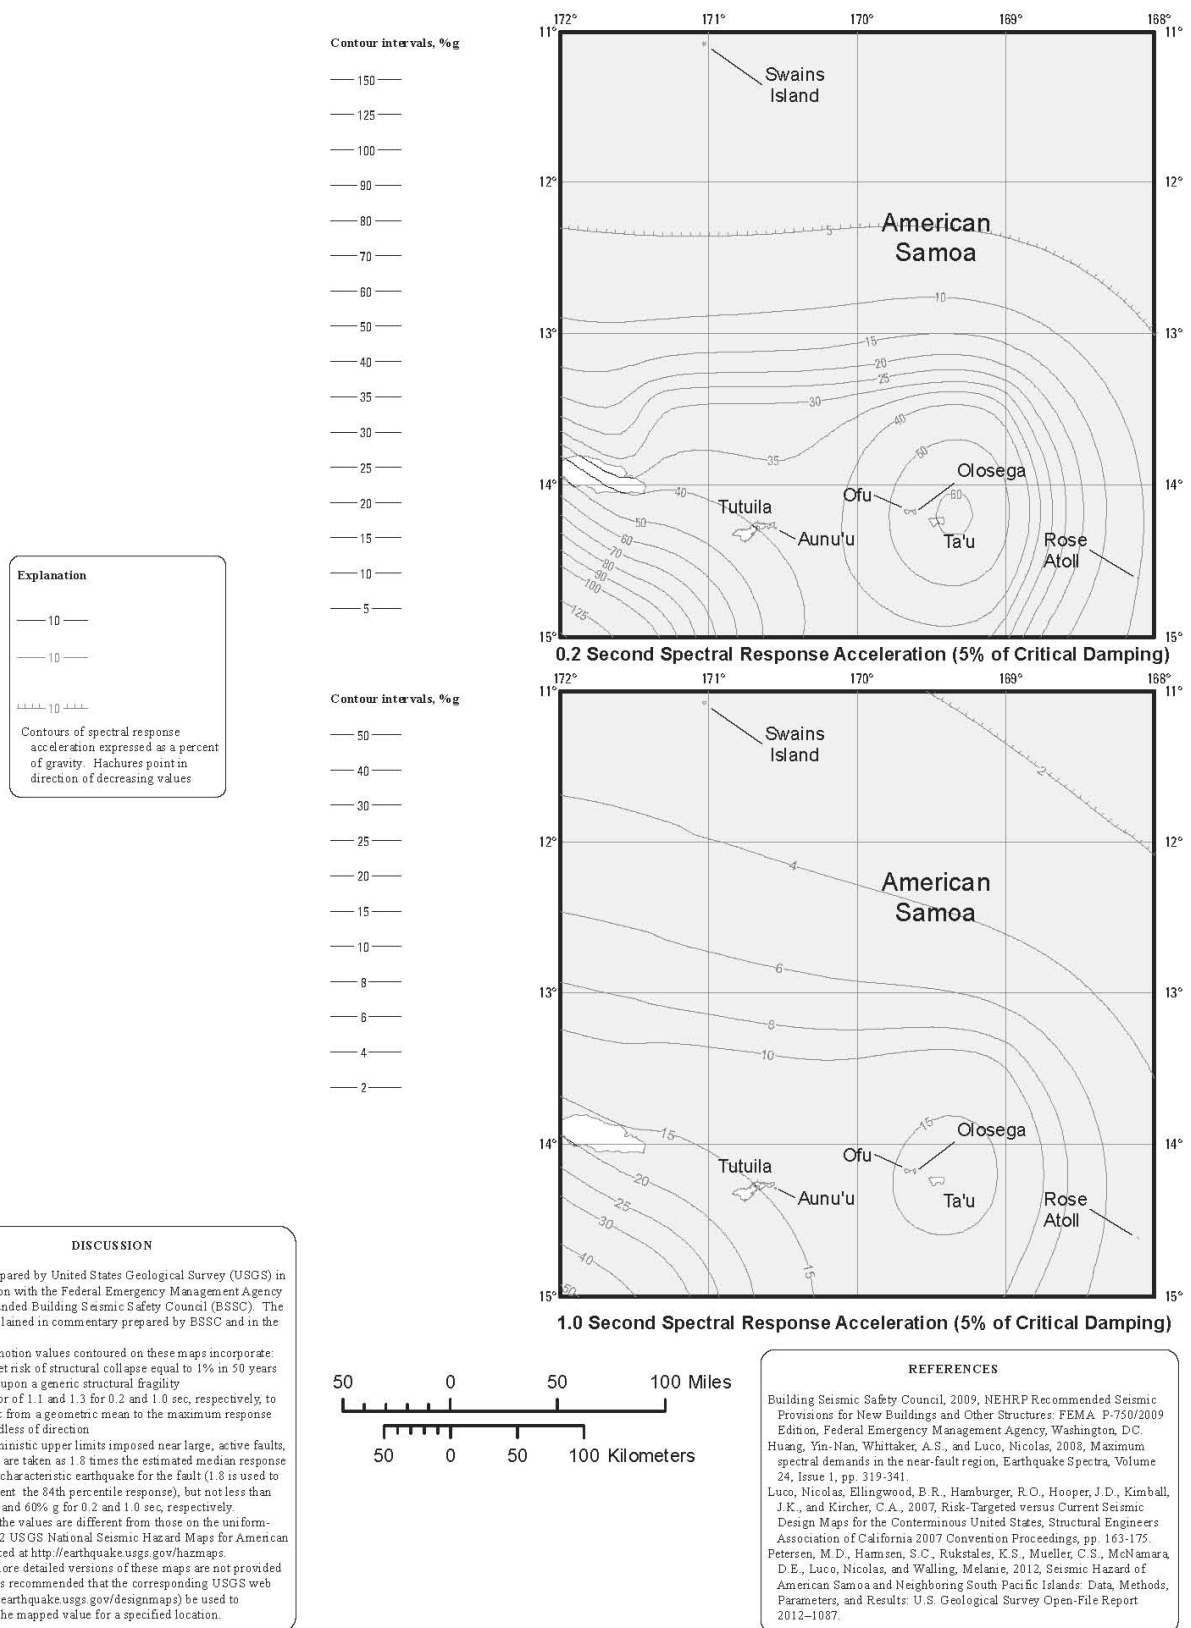 Contour intervals, %g
150
125
100
90
80
70
60
50
40
35
30
25
20
15
10
5
172°
171°
170°
169°
168°
11°
11°
Swains
Island
12°
12°
American
Samoa
5
10
13°
13°
15
20
25
30
40
35
50
60
14°
14°
40
Olosega
Ofu
Tutuila
Aunu'u
Ta'u
Rose
Atoll
50
60
70
80
90
100
125
15°
15°
0.2 Second Spectral Response Acceleration (5% of Critical Damping)
Explanation
10
10
10
Contours of spectral response
acceleration expressed as a percent
of gravity. Hachures point in
direction of decreasing values
Contour intervals, %g
50
40
30
25
20
15
10
8
6
4
2
172°
171°
170°
169°
168°
11°
11°
Swains
Island
2
12°
12°
4
American
Samoa
6
13°
13°
8
10
15
15
14°
14°
Olosega
Ofu
Tutuila
Aunu'u
Ta'u
Rose
Atoll
20
25
30
40
50
15
15°
15°
1.0 Second Spectral Response Acceleration (5% of Critical Damping)
DISCUSSION
pared by United States Geological Survey (USGS) in
on with the Federal Emergency Management Agency
unded Building Seismic Safety Council (BSSC). The
lained in commentary prepared by BSSC and in the
notion values contoured on these maps incorporate:
et risk of structural collapse equal to 1% in 50 years
upon a generic structural fragility
or of 1.1 and 1.3 for 0.2 and 1.0 sec, respectively, to
t from a geometric mean to the maximum response
dless of direction
ministic upper limits imposed near large, active faults,
are taken as 1.8 times the estimated median response
characteristic earthquake for the fault (1.8 is used to
ent the 84th percentile response), but not less than
and 60% g for 0.2 and 1.0 sec, respectively.
the values are different from those on the uniform-
2 USGS National Seismic Hazard Maps for American
ted at http://earthquake.usgs.gov/hazmaps.
ore detailed versions of these maps are not provided
s recommended that the corresponding USGS web
earthquake.usgs.gov/designmaps) be used to
he mapped value for a specified location.
50 0 50 100 Miles
50 0 50 100 Kilometers
REFERENCES
Building Seismic Safety Council, 2009, NEHRP Recommended Seismic
Provisions for New Buildings and Other Structures: FEMA P-750/2009
Edition, Federal Emergency Management Agency, Washington, DC.
Huang, Yin-Nan, Whittaker, A.S., and Luco, Nicolas, 2008, Maximum
spectral demands in the near-fault region, Earthquake Spectra, Volume
24, Issue 1, pp. 319-341.
Luco, Nicolas, Ellingwood, B.R., Hamburger, R.O., Hooper, J.D., Kimball,
J.K., and Kircher, C.A., 2007, Risk-Targeted versus Current Seismic
Design Maps for the Conterminous United States, Structural Engineers
Association of California 2007 Convention Proceedings, pp. 163-175.
Petersen, M.D., Harmsen, S.C., Rukstales, K.S., Mueller, C.S., McNamara,
D.E., Luco, Nicolas, and Walling, Melanie, 2012, Seismic Hazard of
American Samoa and Neighboring South Pacific Islands: Data, Methods,
Parameters, and Results: U.S. Geological Survey Open-File Report
2012–1087.